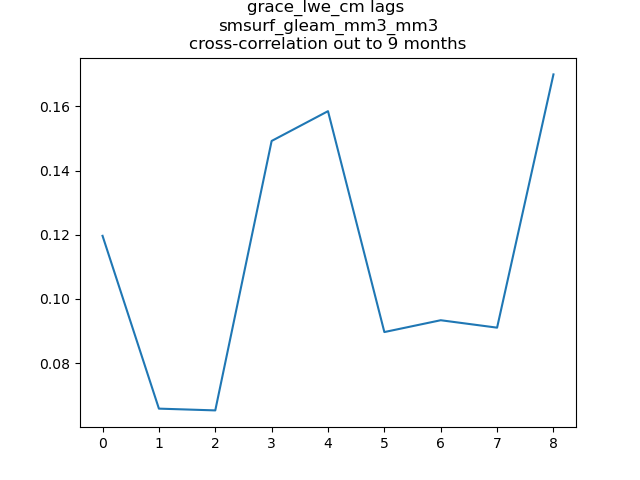 grace_lwe_cm lags
smsurf_gleam_mm3_mm3
cross-correlation out to 9 months
0.16
0.14
0.12
0.10
0.08
0 1 2 3 4 5 6 7 8